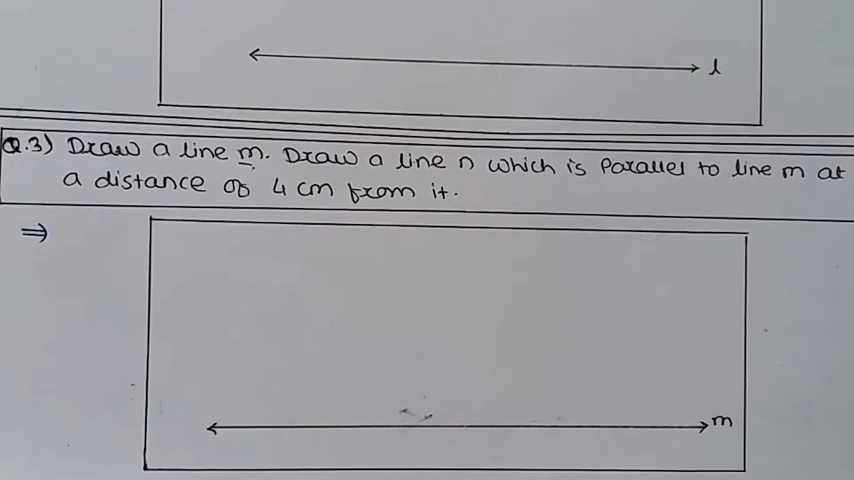 l
Q.3) Draw a line m. Draw a line n which is Parallel to line m at
a distance of 4 cm from it.
⇒
m